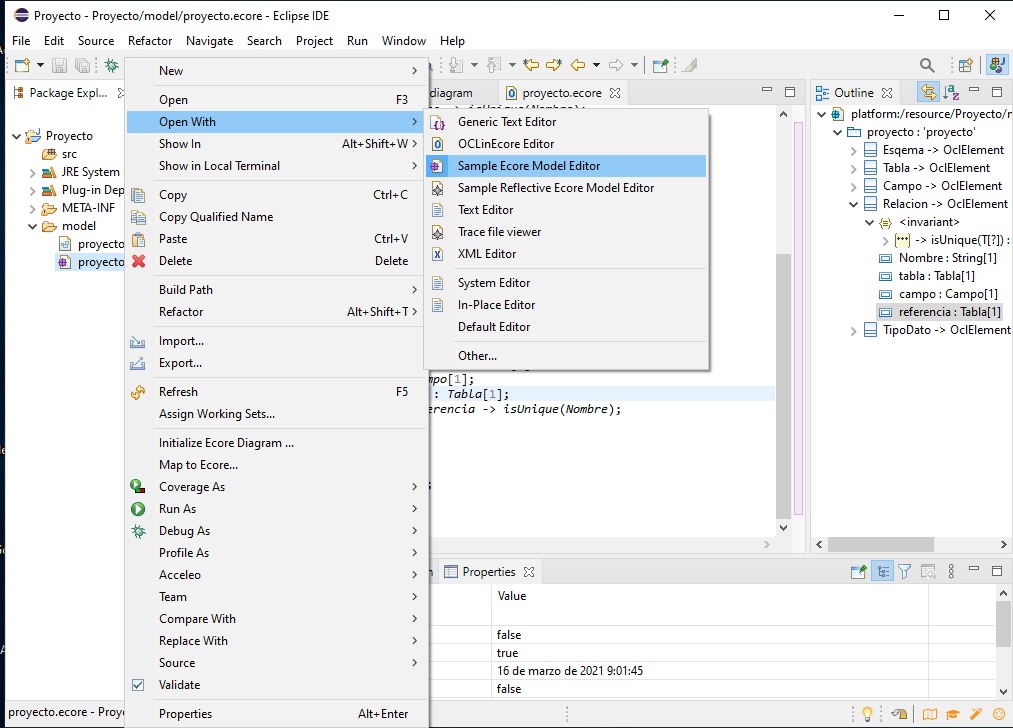 Proyecto - Proyecto/model/proyecto.ecore - Eclipse IDE
File Edit Source Refactor Navigate Search Project Run Window Help
Package Expl...
Proyecto
src
JRE System
Plug-in Dep
META-INF
model
proyecto
proyecto
New
Open F3
Open With
Show In Alt+Shift+W
Show in Local Terminal
Copy Ctrl+C
Copy Qualified Name
Paste Ctrl+V
Delete Delete
Build Path
Refactor Alt+Shift+T
Import...
Export...
Refresh F5
Assign Working Sets...
Initialize Ecore Diagram ...
Map to Ecore...
Coverage As
Run As
Debug As
Profile As
Acceleo
Team
Compare With
Replace With
Source
Validate
Properties Alt+Enter
Generic Text Editor
OCLinEcore Editor
Sample Ecore Model Editor
Sample Reflective Ecore Model Editor
Text Editor
Trace file viewer
XML Editor
System Editor
In-Place Editor
Default Editor
Other...
diagram
proyecto.ecore
-> isUnique(Nombre);
mpo[1];
: Tabla[1];
erencia -> isUnique(Nombre);
Outline
platform:/resource/Proyecto/
proyecto : 'proyecto'
Esqema -> OclElement
Tabla -> OclElement
Campo -> OclElement
Relacion -> OclElement
<invariant>
-> isUnique(T[?]) :
Nombre : String[1]
tabla : Tabla[1]
campo : Campo[1]
referencia : Tabla[1]
TipoDato -> OclElement
Properties
Value
false
true
16 de marzo de 2021 9:01:45
false
proyecto.ecore - Proye